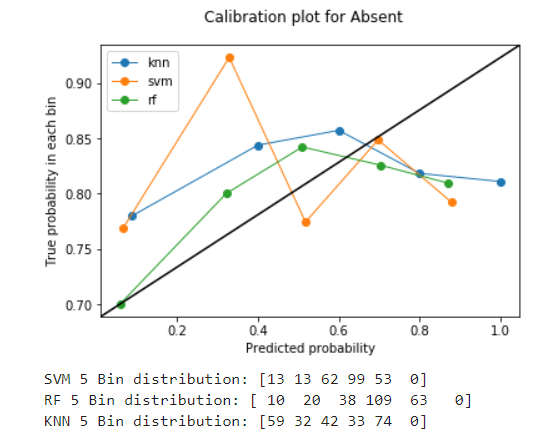 Calibration plot for Absent
knn
svm
rf
0.90
0.85
0.80
0.75
0.70
True probability in each bin
0.2 0.4 0.6 0.8 1.0
Predicted probability
SVM 5 Bin distribution: [13 13 62 99 53  0]
RF 5 Bin distribution: [ 10  20  38 109  63   0]
KNN 5 Bin distribution: [59 32 42 33 74  0]